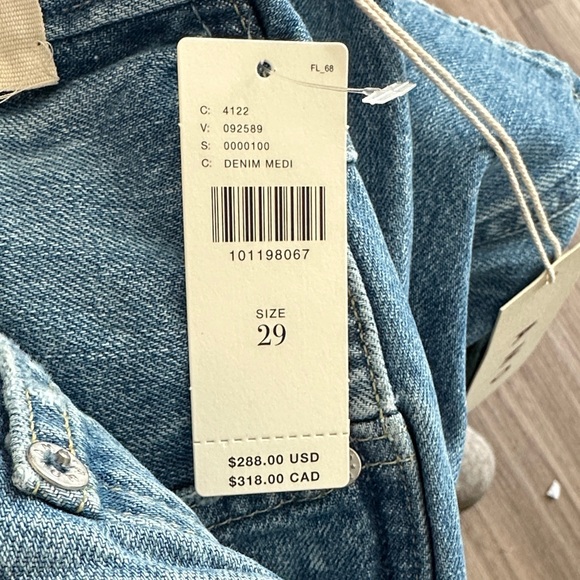 FL_68
C: 4122
V: 092589
S: 0000100
C: DENIM MEDI
101198067
SIZE
29
$288.00 USD
$318.00 CAD